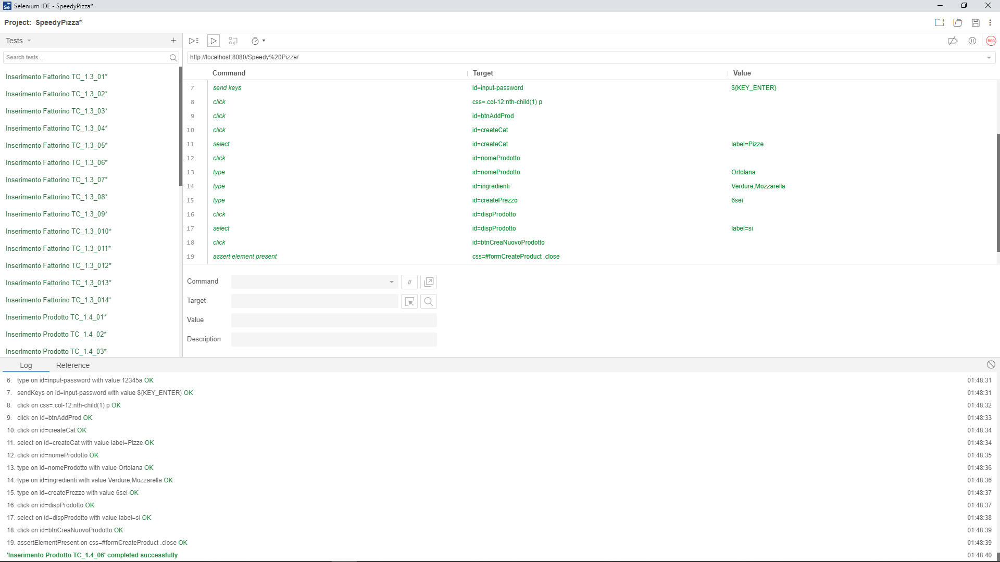 Selenium IDE - SpeedyPizza*
Project: SpeedyPizza*
Tests
Search tests...
Inserimento Fattorino TC_1.3_01*
Inserimento Fattorino TC_1.3_02*
Inserimento Fattorino TC_1.3_03*
Inserimento Fattorino TC_1.3_04*
Inserimento Fattorino TC_1.3_05*
Inserimento Fattorino TC_1.3_06*
Inserimento Fattorino TC_1.3_07*
Inserimento Fattorino TC_1.3_08*
Inserimento Fattorino TC_1.3_09*
Inserimento Fattorino TC_1.3_010*
Inserimento Fattorino TC_1.3_011*
Inserimento Fattorino TC_1.3_012*
Inserimento Fattorino TC_1.3_013*
Inserimento Fattorino TC_1.3_014*
Inserimento Prodotto TC_1.4_01*
Inserimento Prodotto TC_1.4_02*
Inserimento Prodotto TC_1.4_03*
REC
http://localhost:8080/Speedy%20Pizza/
Command Target Value
7 send keys id=input-password ${KEY_ENTER}
8 click css=.col-12:nth-child(1) p
9 click id=btnAddProd
10 click id=createCat
11 select id=createCat label=Pizze
12 click id=nomeProdotto
13 type id=nomeProdotto Ortolana
14 type id=ingredienti Verdure,Mozzarella
15 type id=createPrezzo 6sei
16 click id=dispProdotto
17 select id=dispProdotto label=si
18 click id=btnCreaNuovoProdotto
19 assert element present css=#formCreateProduct .close
Command //
Target
Value
Description
Log Reference
6. type on id=input-password with value 12345a OK 01:48:31
7. sendKeys on id=input-password with value ${KEY_ENTER} OK 01:48:31
8. click on css=.col-12:nth-child(1) p OK 01:48:32
9. click on id=btnAddProd OK 01:48:33
10. click on id=createCat OK 01:48:34
11. select on id=createCat with value label=Pizze OK 01:48:34
12. click on id=nomeProdotto OK 01:48:35
13. type on id=nomeProdotto with value Ortolana OK 01:48:36
14. type on id=ingredienti with value Verdure,Mozzarella OK 01:48:36
15. type on id=createPrezzo with value 6sei OK 01:48:37
16. click on id=dispProdotto OK 01:48:37
17. select on id=dispProdotto with value label=si OK 01:48:38
18. click on id=btnCreaNuovoProdotto OK 01:48:39
19. assertElementPresent on css=#formCreateProduct .close OK 01:48:39
'Inserimento Prodotto TC_1.4_06' completed successfully 01:48:40